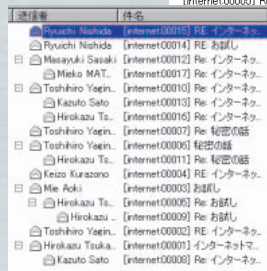 送信者 件名
Ryuichi Nishida [internet:00015] RE: インターネッ...
Ryuichi Nishida [internet:00014] RE: お試し
Masayuki Sasaki [internet:00012] Re: インターネッ...
Mieko MAT... [internet:00017] Re: インターネッ...
Toshihiro Yagin... [internet:00010] Re: インターネッ...
Kazuto Sato [internet:00013] Re: インターネッ...
Hirokazu Ts... [internet:00016] Re: インターネッ...
Toshihiro Yagin... [internet:00007] Re: 秘密の話
Toshihiro Yagin... [internet:00006] 秘密の話
Hirokazu Ts... [internet:00011] Re: 秘密の話
Keizo Kurazono [internet:00004] Re: インターネッ...
Mie Aoki [internet:00003] お試し
Hirokazu Ts... [internet:00005] Re: お試し
Hirokazu ... [internet:00009] Re: お試し
Toshihiro Yagin... [internet:00002] RE: インターネッ...
Hirokazu Tsuka... [internet:00001] インターネットマ...
Kazuto Sato [internet:00008] Re: インターネッ...